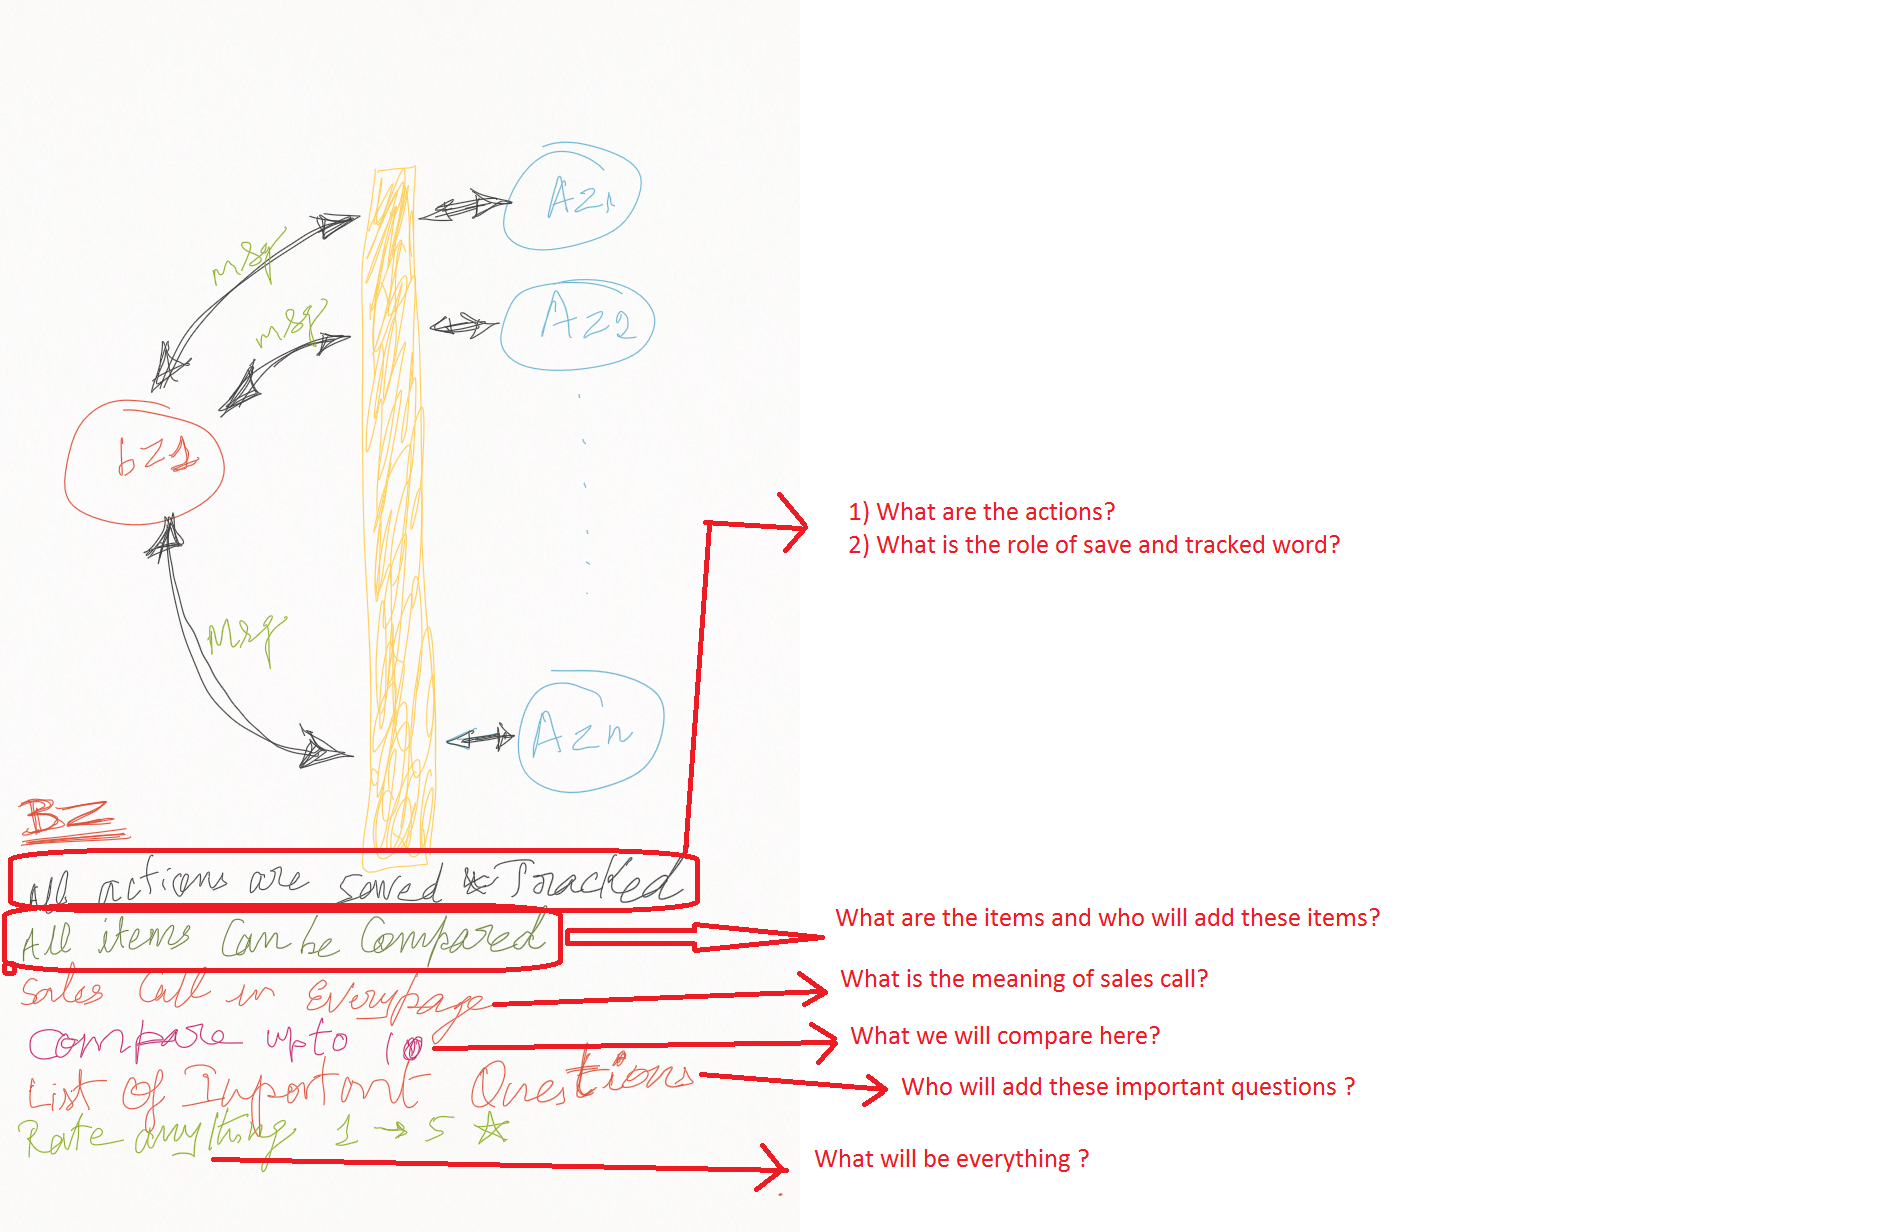 Az1
msg
msg
Az2
bz1
1) What are the actions?
2) What is the role of save and tracked word?
Msg
Azn
BZ
All actions are saved & Tracked
All items Can be Compared
What are the items and who will add these items?
Sales Call in Everypage
What is the meaning of sales call?
Compare upto 10
What we will compare here?
List Of Important Questions
Who will add these important questions ?
Rate anything 1 → 5 ☆
What will be everything ?